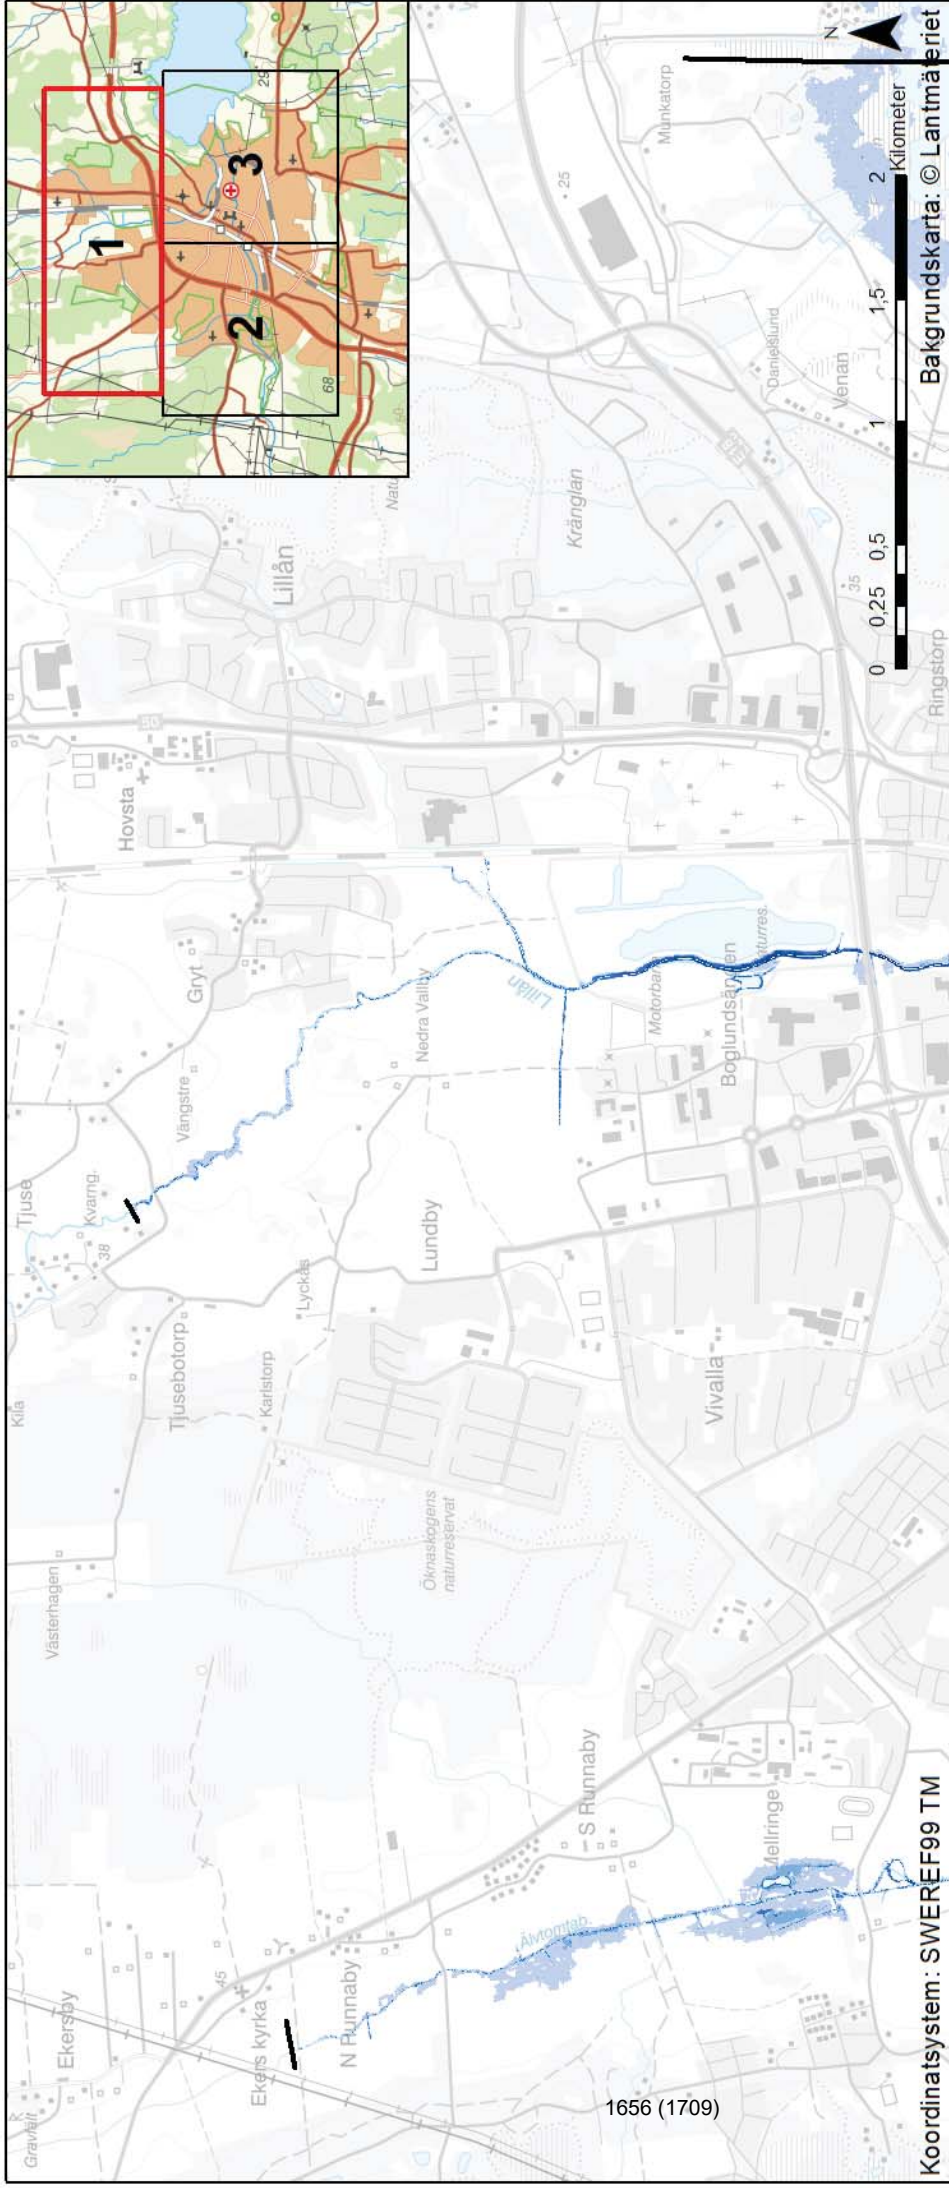 Gravfält
Ekersby
45
Ekers kyrka
N Runnaby
Älvtomtab.
S Runnaby
Mellringe
Västerhagen
Kila
Tjusebotorp
Karlstorp
Lyckås
Öknaskogens
naturreservat
Lundby
Vivalla
Tjuse
Kvarng.
38
Vängstre
Gryt
Nedra Vallby
Lillån
Motorban
Boglundsängen
Hovsta
50
Lillån
Kränglan
Munkatorp
25
Danielslund
Venan
35
Ringstorp
1
2
3
29
68
N
0 0,25 0,5 1 1,5 2
Kilometer
Koordinatsystem: SWEREF99 TM
Bakgrundskarta: © Lantmäteriet
1656 (1709)